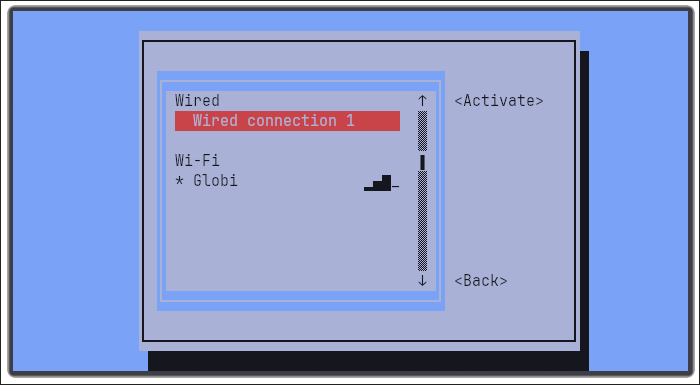 Wired
<Activate>
Wired connection 1
Wi-Fi
* Globi
<Back>